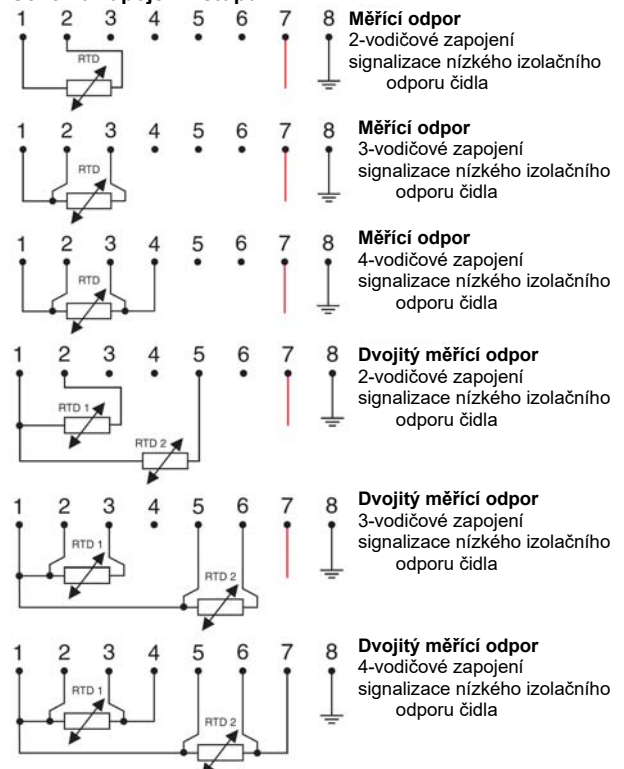 1 2 3 4 5 6 7 8
Měřící odpor
2-vodičové zapojení
signalizace nízkého izolačního
odporu čidla
RTD
1 2 3 4 5 6 7 8
Měřící odpor
3-vodičové zapojení
signalizace nízkého izolačního
odporu čidla
RTD
1 2 3 4 5 6 7 8
Měřící odpor
4-vodičové zapojení
signalizace nízkého izolačního
odporu čidla
RTD
1 2 3 4 5 6 7 8
Dvojitý měřící odpor
2-vodičové zapojení
signalizace nízkého izolačního
odporu čidla
RTD 1
RTD 2
1 2 3 4 5 6 7 8
Dvojitý měřící odpor
3-vodičové zapojení
signalizace nízkého izolačního
odporu čidla
RTD 1
RTD 2
1 2 3 4 5 6 7 8
Dvojitý měřící odpor
4-vodičové zapojení
signalizace nízkého izolačního
odporu čidla
RTD 1
RTD 2